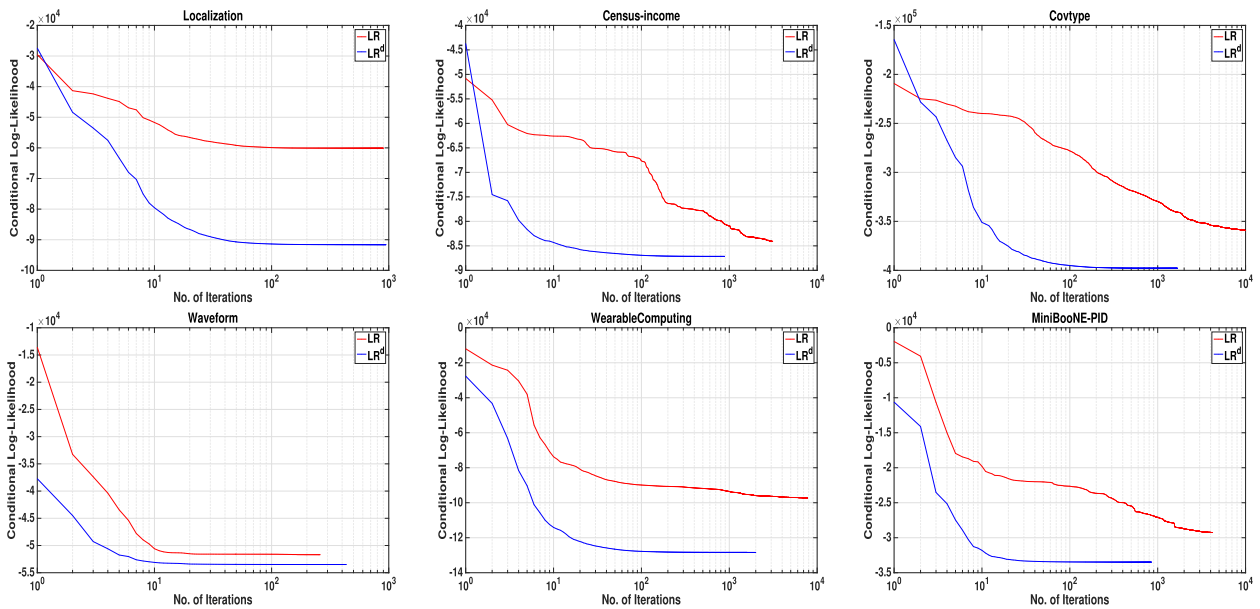 Localization
×10⁴
-2
-3
-4
-5
-6
-7
-8
-9
-10
10⁰
10¹
10²
10³
Conditional Log-Likelihood
No. of Iterations
LR
LRᵈ
Census-income
×10⁴
-4
-4.5
-5
-5.5
-6
-6.5
-7
-7.5
-8
-8.5
-9
10⁰
10¹
10²
10³
10⁴
Conditional Log-Likelihood
No. of Iterations
LR
LRᵈ
Covtype
×10⁵
-1.5
-2
-2.5
-3
-3.5
-4
10⁰
10¹
10²
10³
10⁴
Conditional Log-Likelihood
No. of Iterations
LR
LRᵈ
Waveform
×10⁴
-1
-1.5
-2
-2.5
-3
-3.5
-4
-4.5
-5
-5.5
10⁰
10¹
10²
10³
Conditional Log-Likelihood
No. of Iterations
LR
LRᵈ
WearableComputing
×10⁴
0
-2
-4
-6
-8
-10
-12
-14
10⁰
10¹
10²
10³
10⁴
Conditional Log-Likelihood
No. of Iterations
LR
LRᵈ
MiniBooNE-PID
×10⁴
0
-0.5
-1
-1.5
-2
-2.5
-3
-3.5
10⁰
10¹
10²
10³
10⁴
Conditional Log-Likelihood
No. of Iterations
LR
LRᵈ